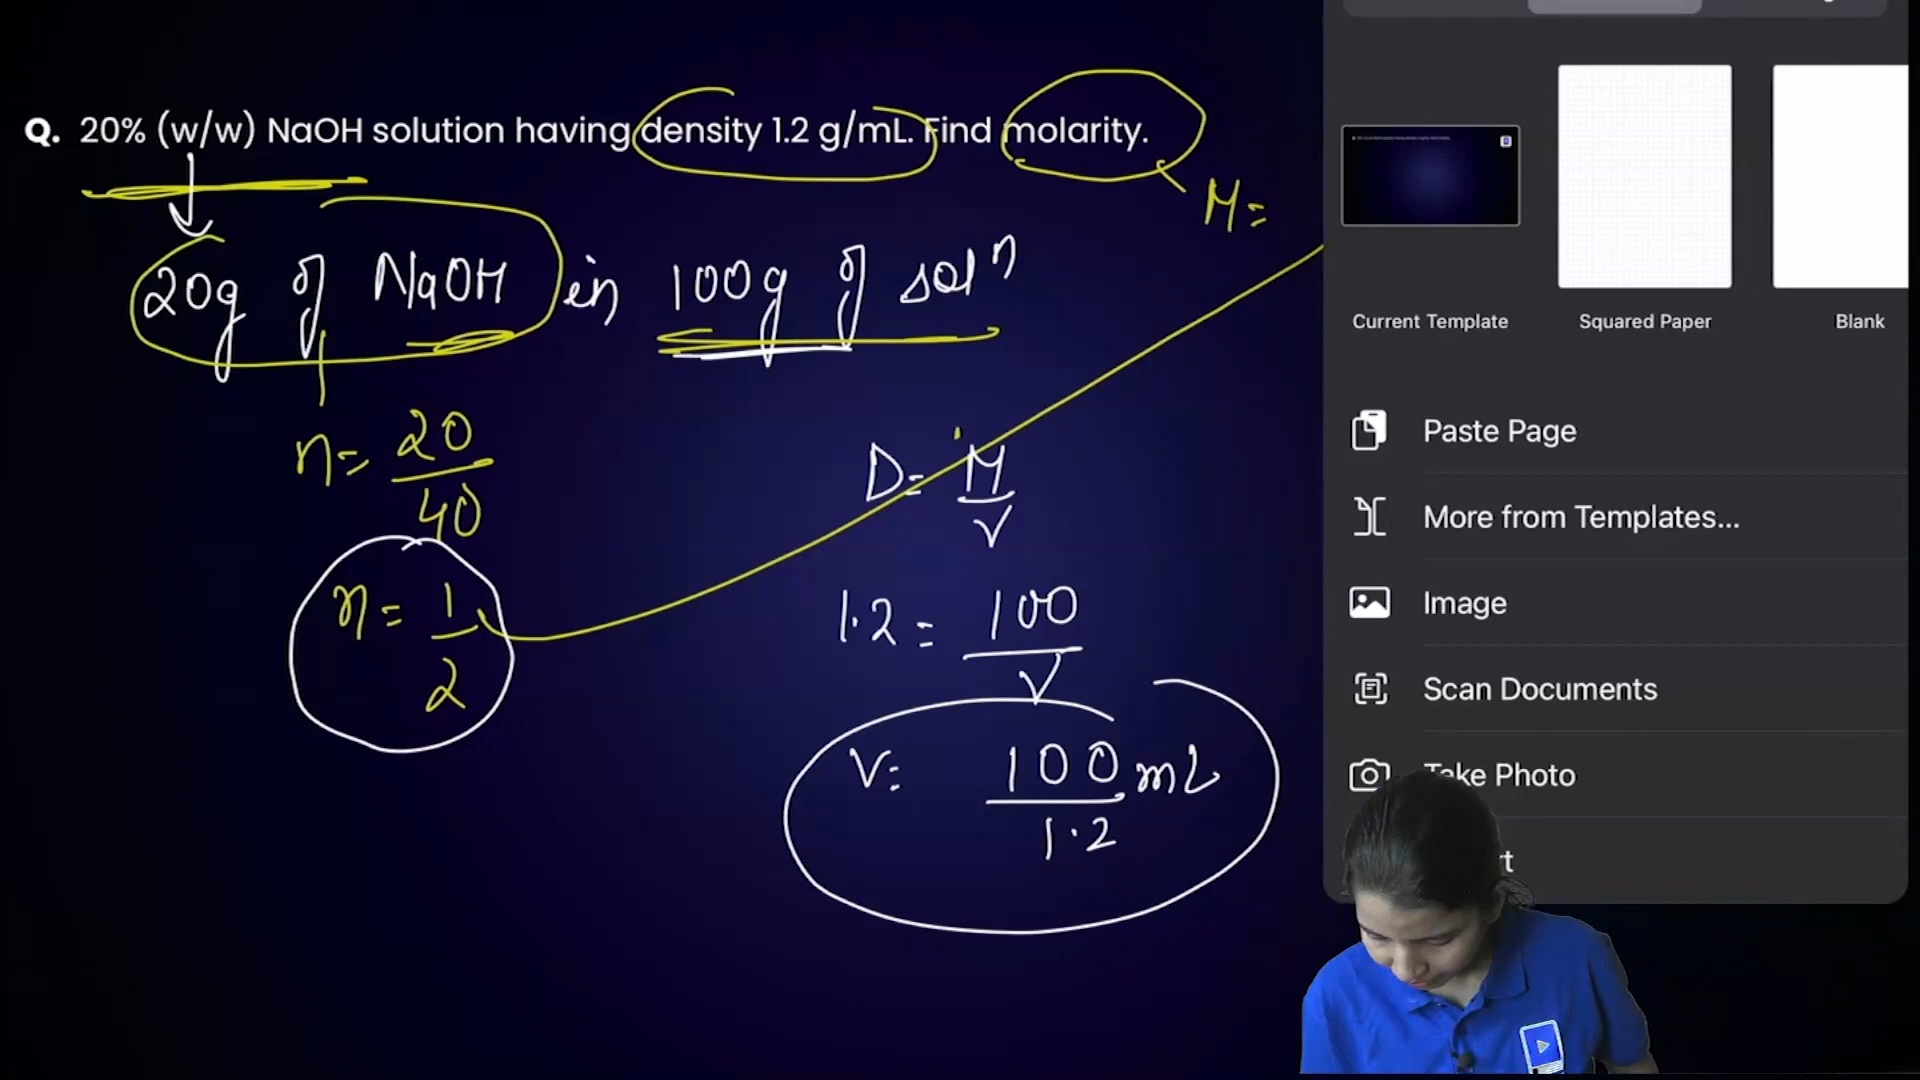 Q. 20% (w/w) NaOH solution having density 1.2 g/mL. Find molarity.
M=
20g of NaOH in 100g of solⁿ
n= 20/40
n= 1/2
D= M/V
1.2= 100/V
V= 100/1.2 mL
Current Template
Squared Paper
Blank
Paste Page
More from Templates...
Image
Scan Documents
Take Photo